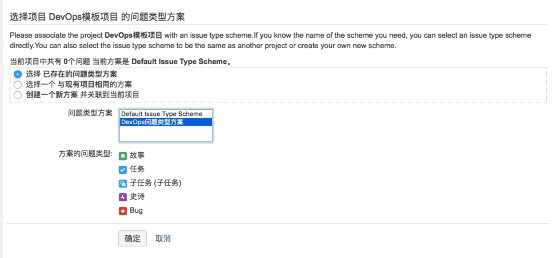 选择项目 DevOps模板项目 的问题类型方案
Please associate the project DevOps模板项目 with an issue type scheme.If you know the name of the scheme you need, you can select an issue type scheme
directly.You can also select the issue type scheme to be the same as another project or create your own new scheme.
当前项目中共有 0个问题 当前方案是 Default Issue Type Scheme。
选择 已存在的问题类型方案
选择一个 与现有项目相同的方案
创建一个新方案 并关联到当前项目
问题类型方案
Default Issue Type Scheme
DevOps问题类型方案
方案的问题类型:
故事
任务
子任务 (子任务)
史诗
Bug
确定 取消